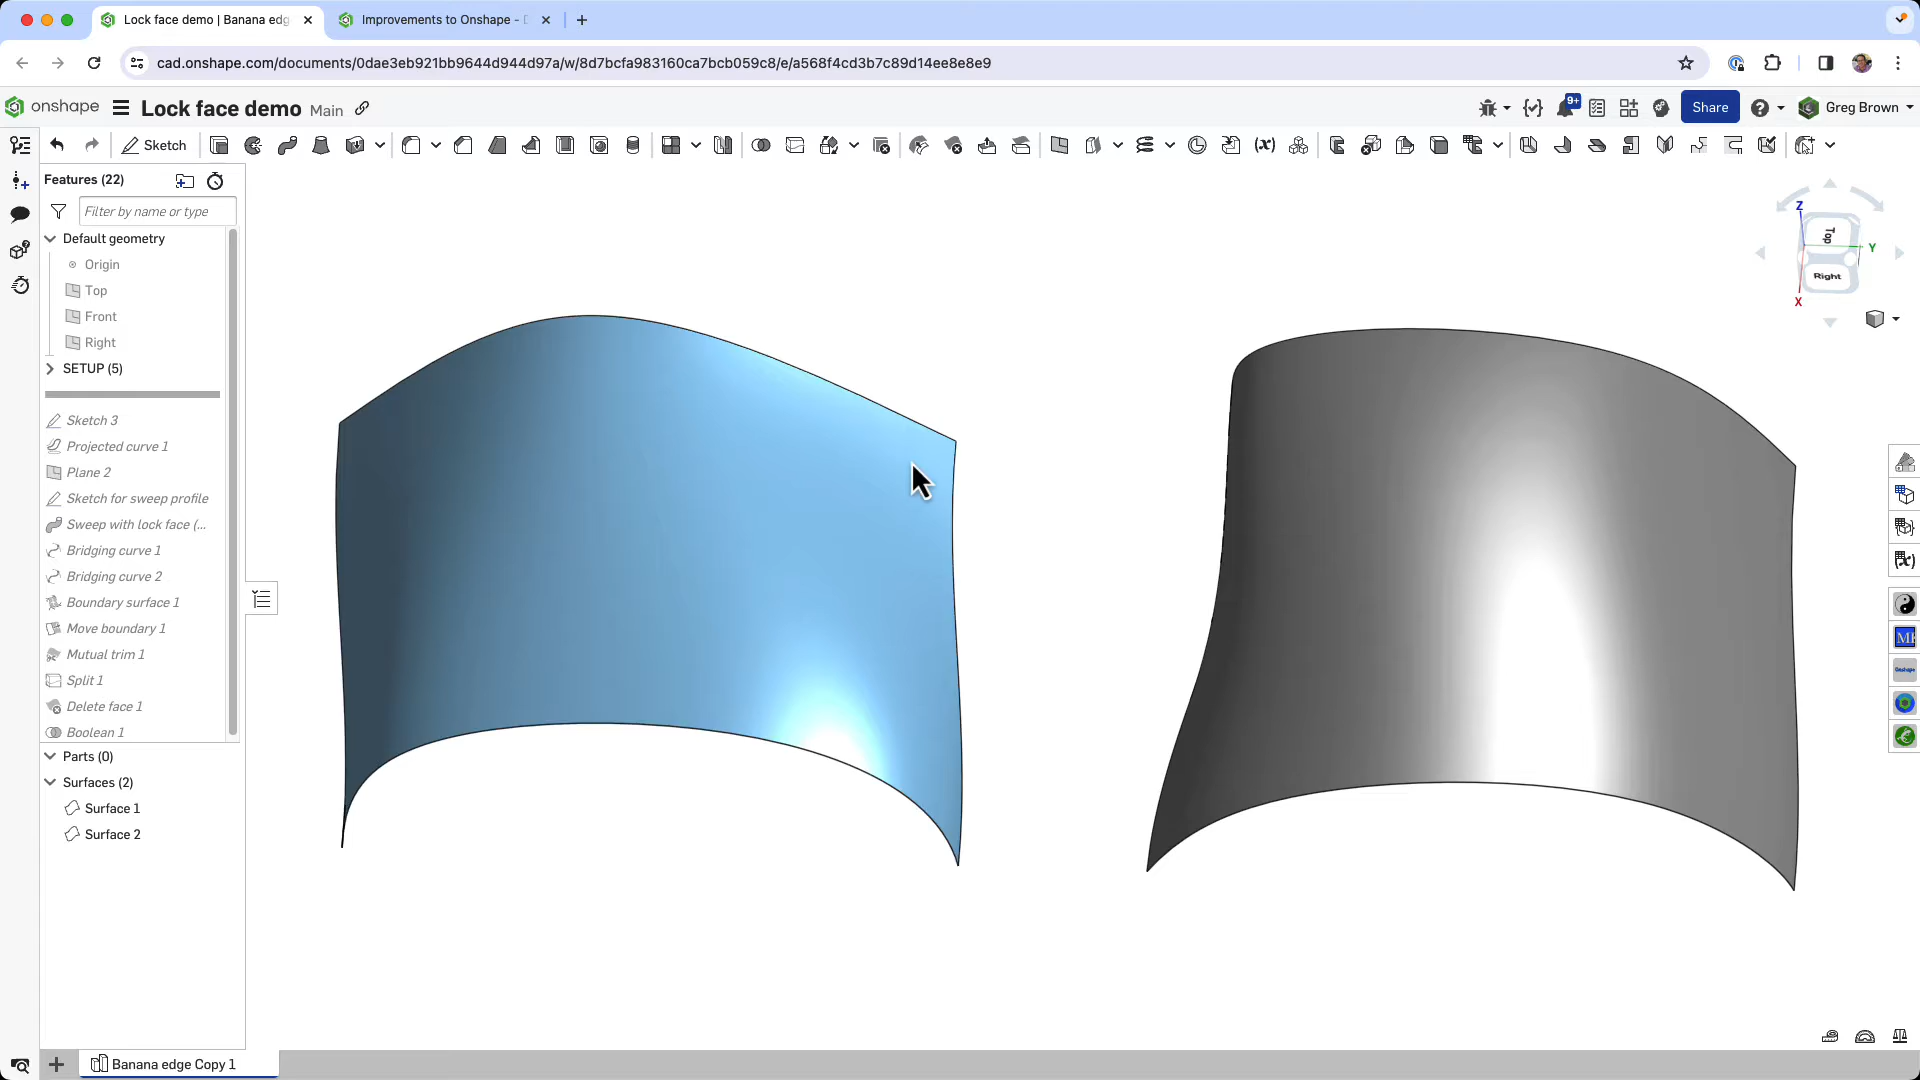 Lock face demo | Banana edg
Improvements to Onshape -
cad.onshape.com/documents/0dae3eb921bb9644d944d97a/w/8d7bcfa983160ca7bcb059c8/e/a568f4cd3b7c89d14ee8e8e9
onshape
Lock face demo Main
9+
Share
Greg Brown
Sketch
(x)
Features (22)
Filter by name or type
Default geometry
Origin
Top
Front
Right
SETUP (5)
Sketch 3
Projected curve 1
Plane 2
Sketch for sweep profile
Sweep with lock face (...
Bridging curve 1
Bridging curve 2
Boundary surface 1
Move boundary 1
Mutual trim 1
Split 1
Delete face 1
Boolean 1
Parts (0)
Surfaces (2)
Surface 1
Surface 2
Z
Top
Y
Right
X
(x)
Banana edge Copy 1